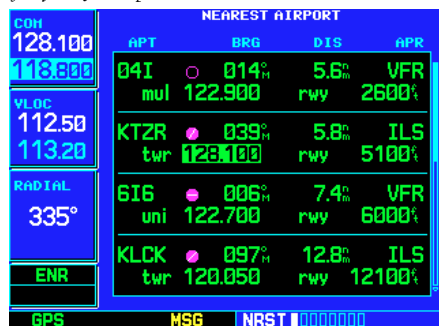 NEAREST AIRPORT
COM
128.100
118.800
VLOC
112.50
113.20
RADIAL
335°
ENR
APT BRG DIS APR
04I 014°M 5.6nm VFR
mul 122.900 rwy 2600ft
KTZR 039°M 5.8nm ILS
twr 128.100 rwy 5100ft
6I6 006°M 7.4nm VFR
uni 122.700 rwy 6000ft
KLCK 097°M 12.8nm ILS
twr 120.050 rwy 12100ft
GPS MSG NRST